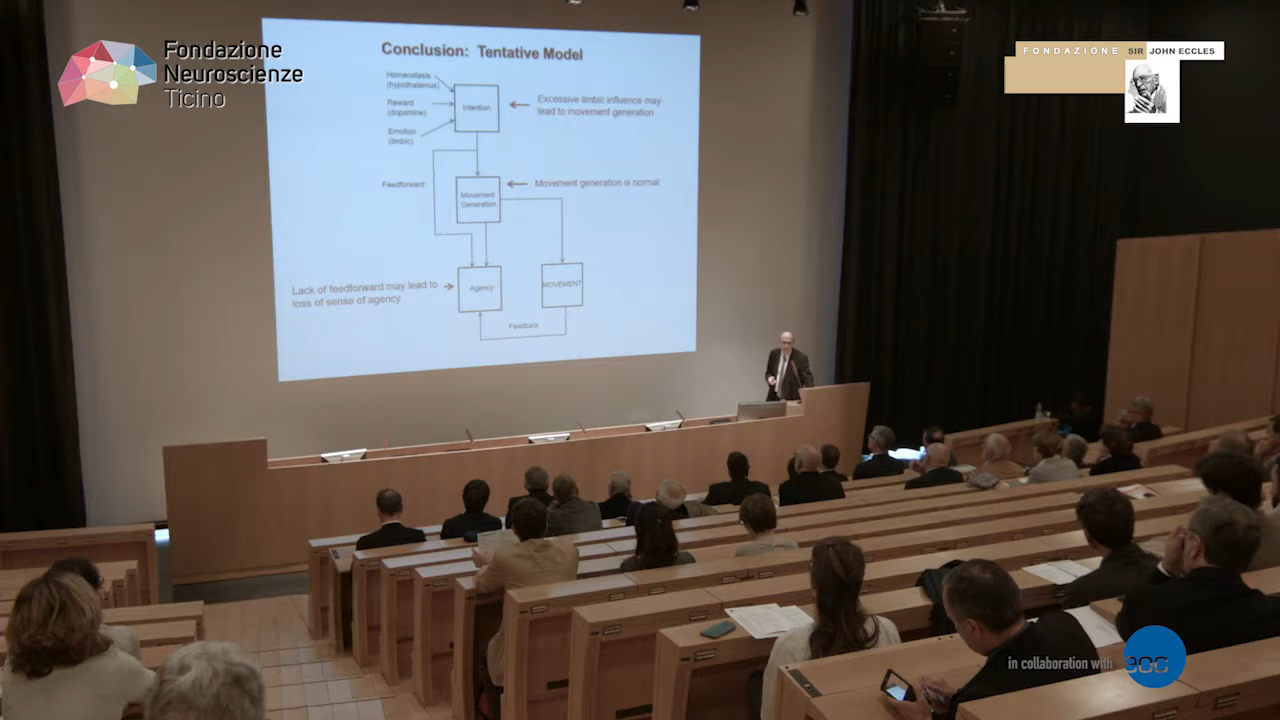 Fondazione
Neuroscienze
Ticino
FONDAZIONE SIR JOHN ECCLES
Conclusion: Tentative Model
Homeostasis
(hypothalamus)
Reward
(dopamine)
Emotion
(limbic)
Intention
Excessive limbic influence may
lead to movement generation
Feedforward
Movement
Generation
Movement generation is normal.
Lack of feedforward may lead to
loss of sense of agency
Agency
MOVEMENT
Feedback
in collaboration with
eoc